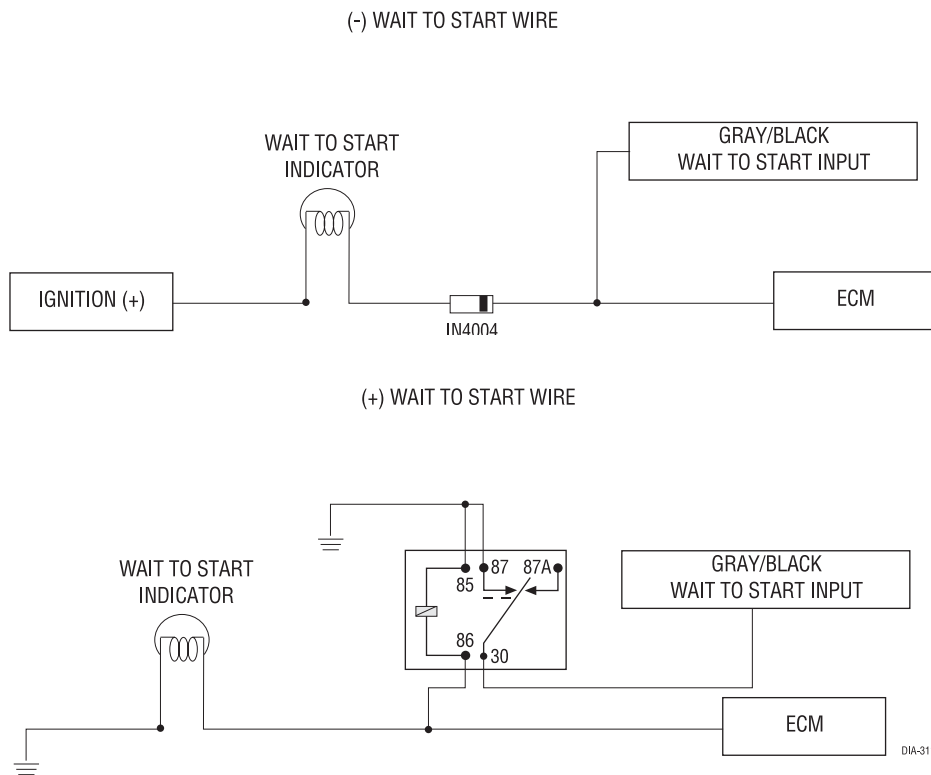 (-) WAIT TO START WIRE
WAIT TO START
INDICATOR
GRAY/BLACK
WAIT TO START INPUT
IGNITION (+)
IN4004
ECM
(+) WAIT TO START WIRE
WAIT TO START
INDICATOR
85
87
87A
86
30
GRAY/BLACK
WAIT TO START INPUT
ECM
DIA-31